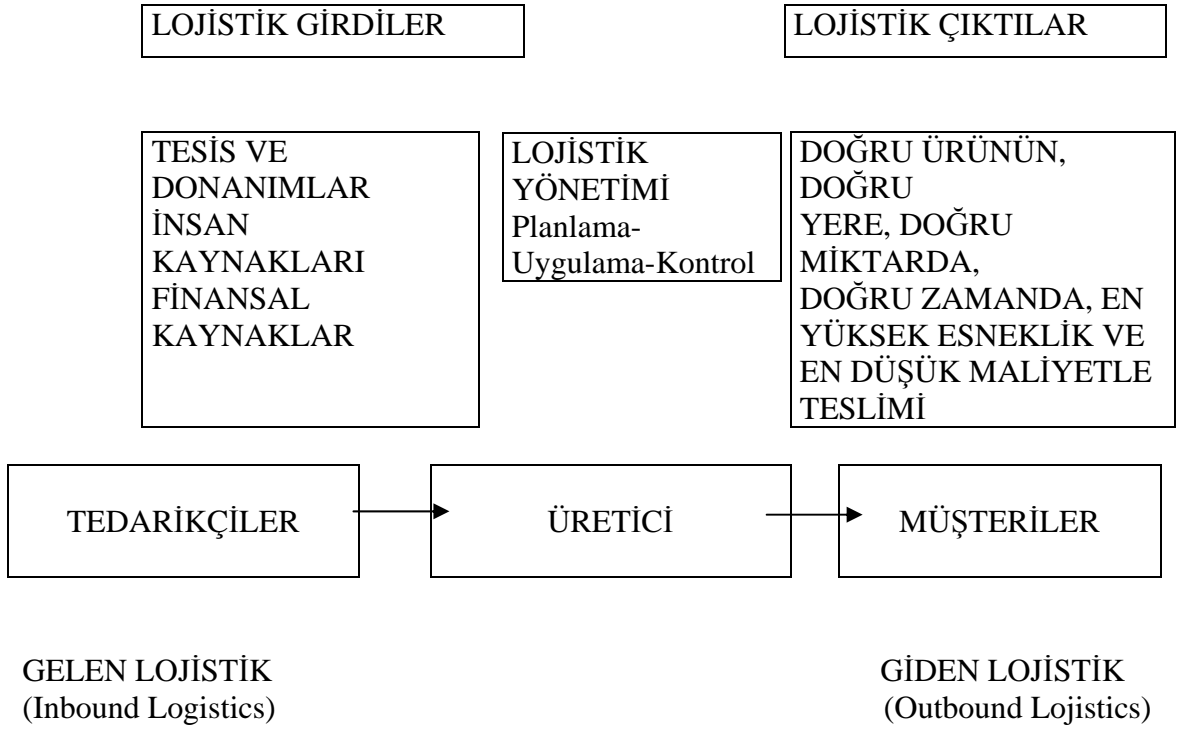 LOJİSTİK GİRDİLER
LOJİSTİK ÇIKTILAR
TESİS VE
DONANIMLAR
İNSAN
KAYNAKLARI
FİNANSAL
KAYNAKLAR
LOJİSTİK
YÖNETİMİ
Planlama-
Uygulama-Kontrol
DOĞRU ÜRÜNÜN,
DOĞRU
YERE, DOĞRU
MİKTARDA,
DOĞRU ZAMANDA, EN
YÜKSEK ESNEKLİK VE
EN DÜŞÜK MALİYETLE
TESLİMİ
TEDARİKÇİLER
ÜRETİCİ
MÜŞTERİLER
GELEN LOJİSTİK
(Inbound Logistics)
GİDEN LOJİSTİK
(Outbound Lojistics)